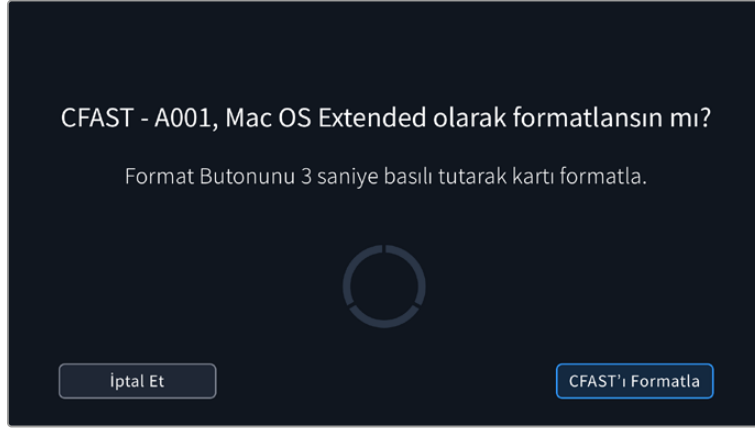 CFAST - A001, Mac OS Extended olarak formatlansın mı?
Format Butonunu 3 saniye basılı tutarak kartı formatla.
İptal Et
CFAST’ı Formatla